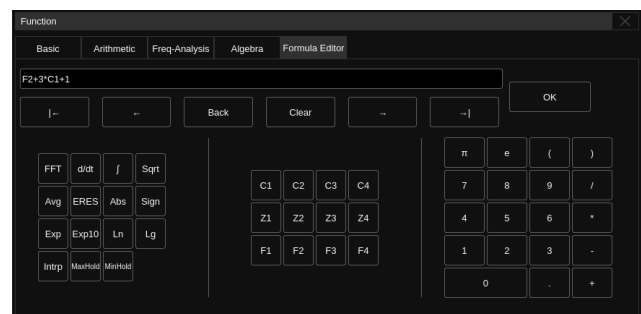 Function
Basic Arithmetic Freq-Analysis Algebra Formula Editor
F2+3*C1+1
OK
|← ← Back Clear → →|
FFT d/dt ∫ Sqrt
Avg ERES Abs Sign
Exp Exp10 Ln Lg
Intrp MaxHold MinHold
C1 C2 C3 C4
Z1 Z2 Z3 Z4
F1 F2 F3 F4
π e ( )
7 8 9 /
4 5 6 *
1 2 3 -
0 . +